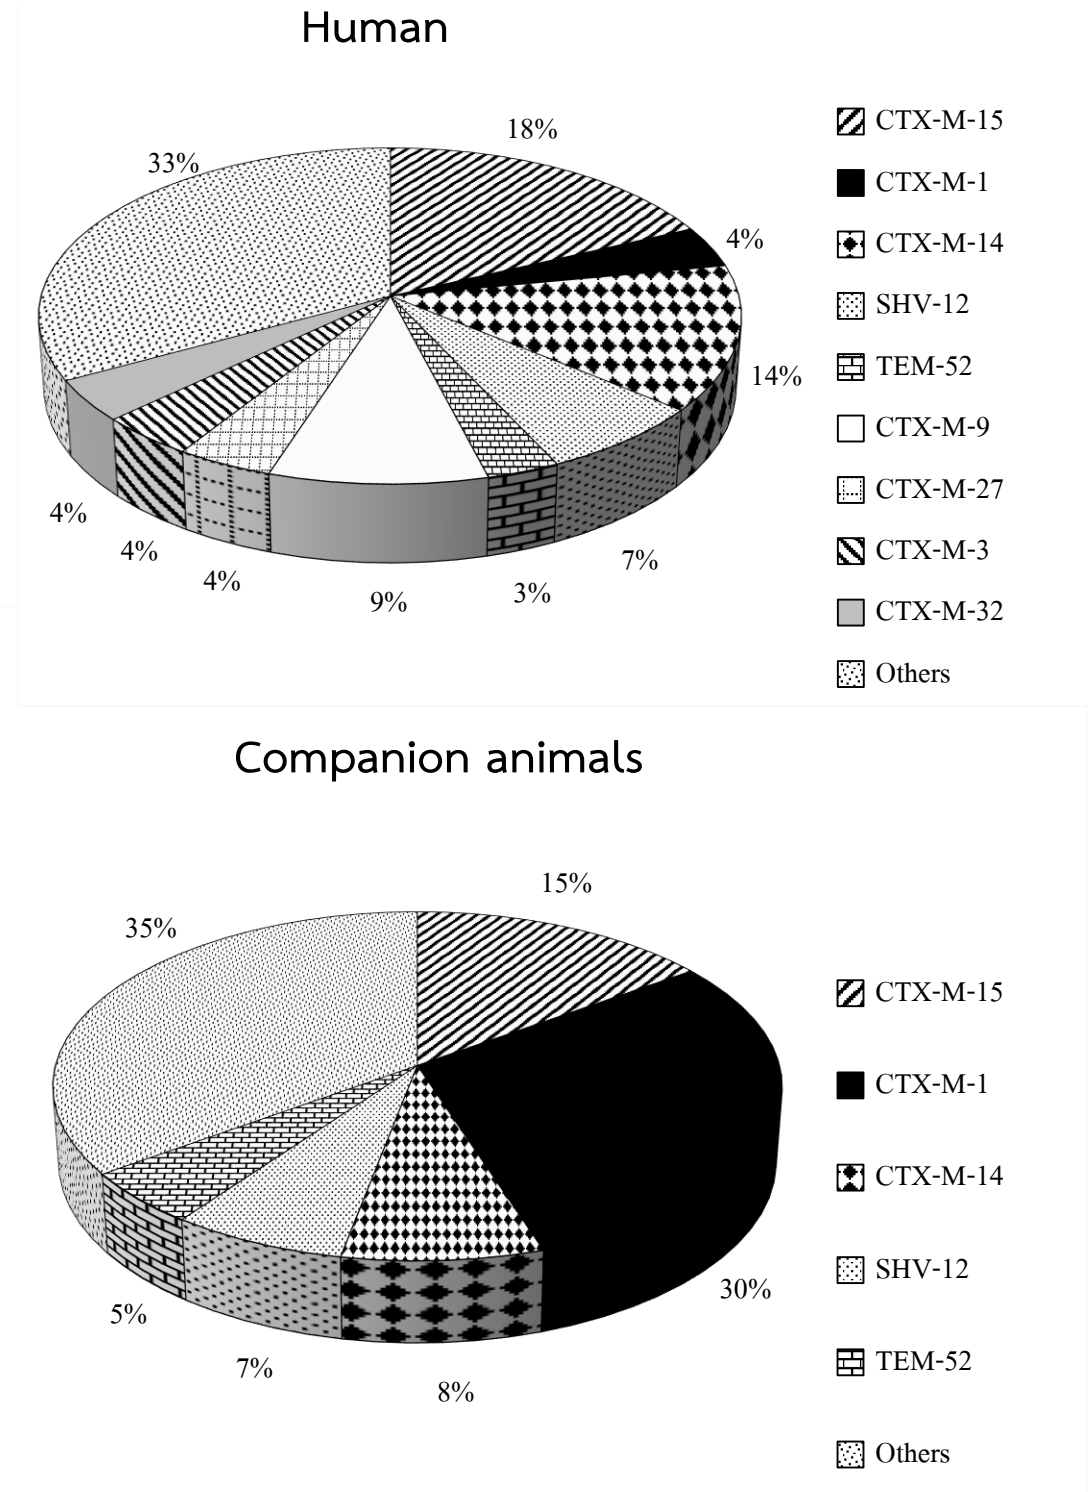 Human
18%
33%
4%
14%
4%
4%
4%
9%
3%
7%
CTX-M-15
CTX-M-1
CTX-M-14
SHV-12
TEM-52
CTX-M-9
CTX-M-27
CTX-M-3
CTX-M-32
Others
Companion animals
15%
35%
30%
5%
7%
8%
CTX-M-15
CTX-M-1
CTX-M-14
SHV-12
TEM-52
Others